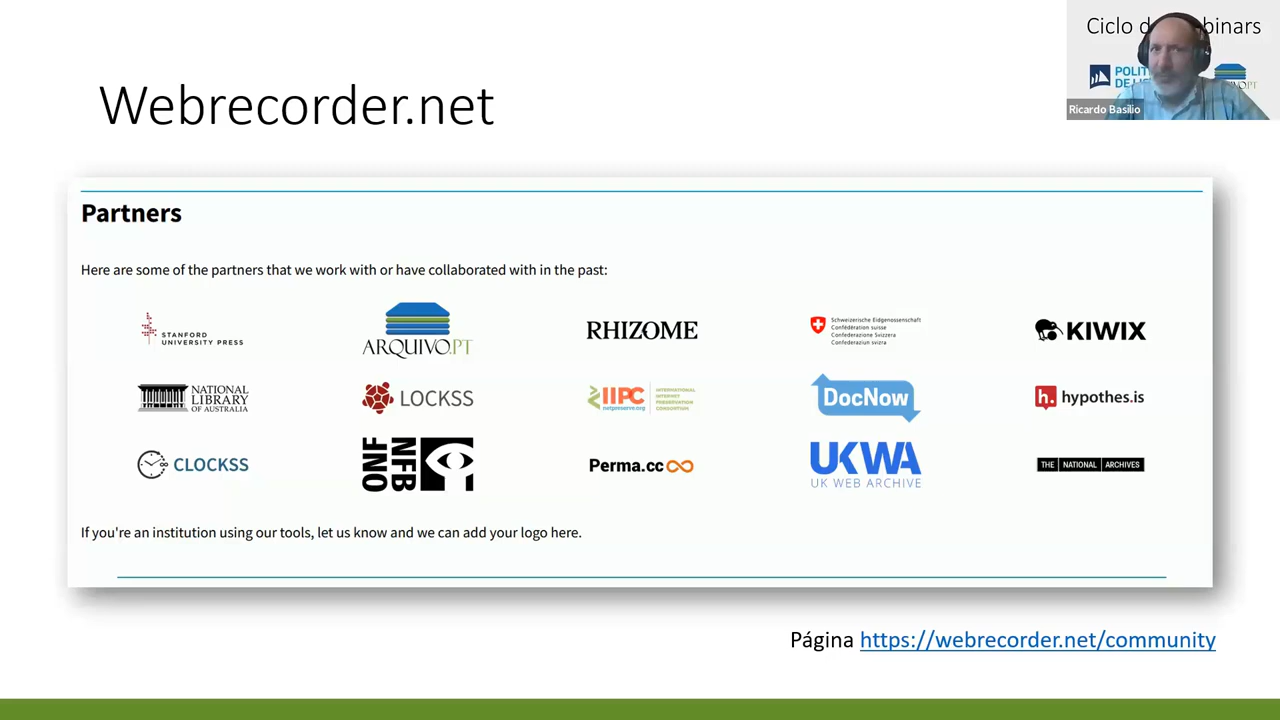 Ciclo d
binars
POLIT
DE LI
PT
Ricardo Basílio
Webrecorder.net
Partners
Here are some of the partners that we work with or have collaborated with in the past:
STANFORD
UNIVERSITY PRESS
ARQUIVO.PT
RHIZOME
Schweizerische Eidgenossenschaft
Confédération suisse
Confederazione Svizzera
Confederaziun svizra
KIWIX
NATIONAL
LIBRARY
OF AUSTRALIA
LOCKSS
IIPC
netpreserve.org
INTERNATIONAL
INTERNET
PRESERVATION
CONSORTIUM
DocNow
h. hypothes.is
CLOCKSS
ONF
NFB
Perma.cc
UKWA
UK WEB ARCHIVE
THE NATIONAL ARCHIVES
If you're an institution using our tools, let us know and we can add your logo here.
Página https://webrecorder.net/community